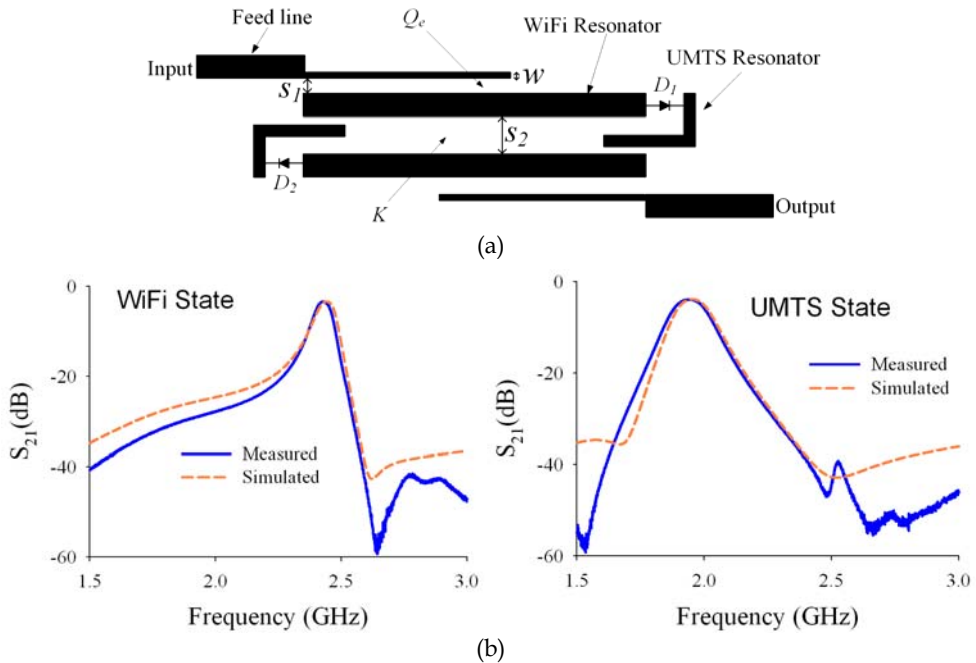 Feed line
Qe
WiFi Resonator
UMTS Resonator
Input
w
S1
D1
S2
D2
K
Output
(a)
WiFi State
0
-20
-40
-60
S21(dB)
Measured
Simulated
1.5 2.0 2.5 3.0
Frequency (GHz)
UMTS State
0
-20
-40
-60
S21(dB)
Measured
Simulated
1.5 2.0 2.5 3.0
Frequency (GHz)
(b)